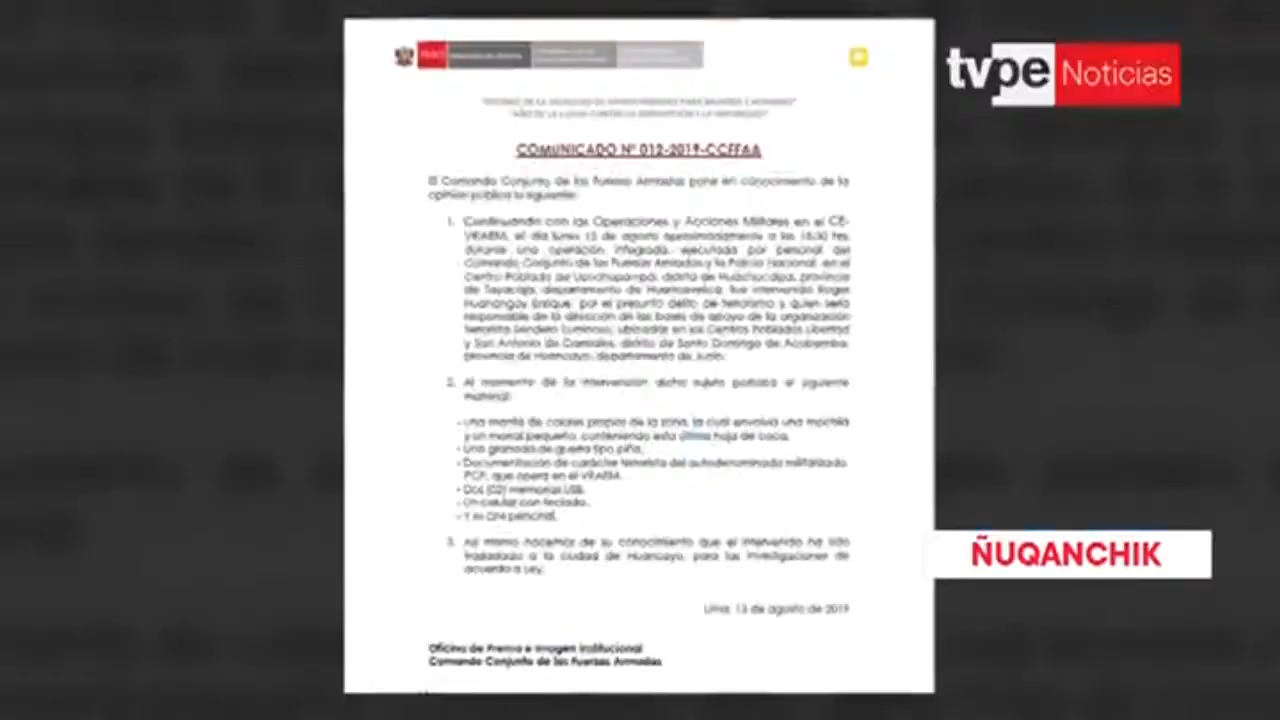 tvpe Noticias
PERÚ
COMUNICADO Nº 012-2019-CCFFAA
El Comando Conjunto de las Fuerzas Armadas pone en conocimiento de la
opinión pública lo siguiente:
1. Continuando con las Operaciones y Acciones Militares en el CE-
VRAEM, el día lunes de agosto aproximadamente a las hrs,
durante una operación integrada, ejecutada por personal del
Comando Conjunto de las Fuerzas Armadas y la Policía Nacional, en el
Centro Poblado de distrito de provincia
de Tayacaja, departamento de Huancavelica, fue intervenido Roger
por el presunto delito de terrorismo y quien sería
responsable de la dirección de las bases de apoyo de la organización
terrorista Sendero Luminoso, ubicadas en los Centros Poblados Libertad
y San Antonio de distrito de Santo Domingo de Acobamba,
provincia de Huancayo, departamento de Junín.
2. Al momento de la intervención dicho sujeto portaba el siguiente
material:
- Una manta de colores propios de la zona, la cual envolvía una mochila
y un morral pequeño, conteniendo esta última hoja de coca.
- Una granada de guerra tipo piña.
- Documentación de carácter terrorista del autodenominado militarizado
PCP, que opera en el VRAEM.
- Dos (02) memorias USB.
- Un celular con teclado.
- Y su DNI personal.
3. Así mismo hacemos de su conocimiento que el intervenido ha sido
trasladado a la ciudad de Huancayo, para las investigaciones de
acuerdo a Ley.
ÑUQANCHIK
Lima, 13 de agosto de 2019
Oficina de Prensa e Imagen Institucional
Comando Conjunto de las Fuerzas Armadas